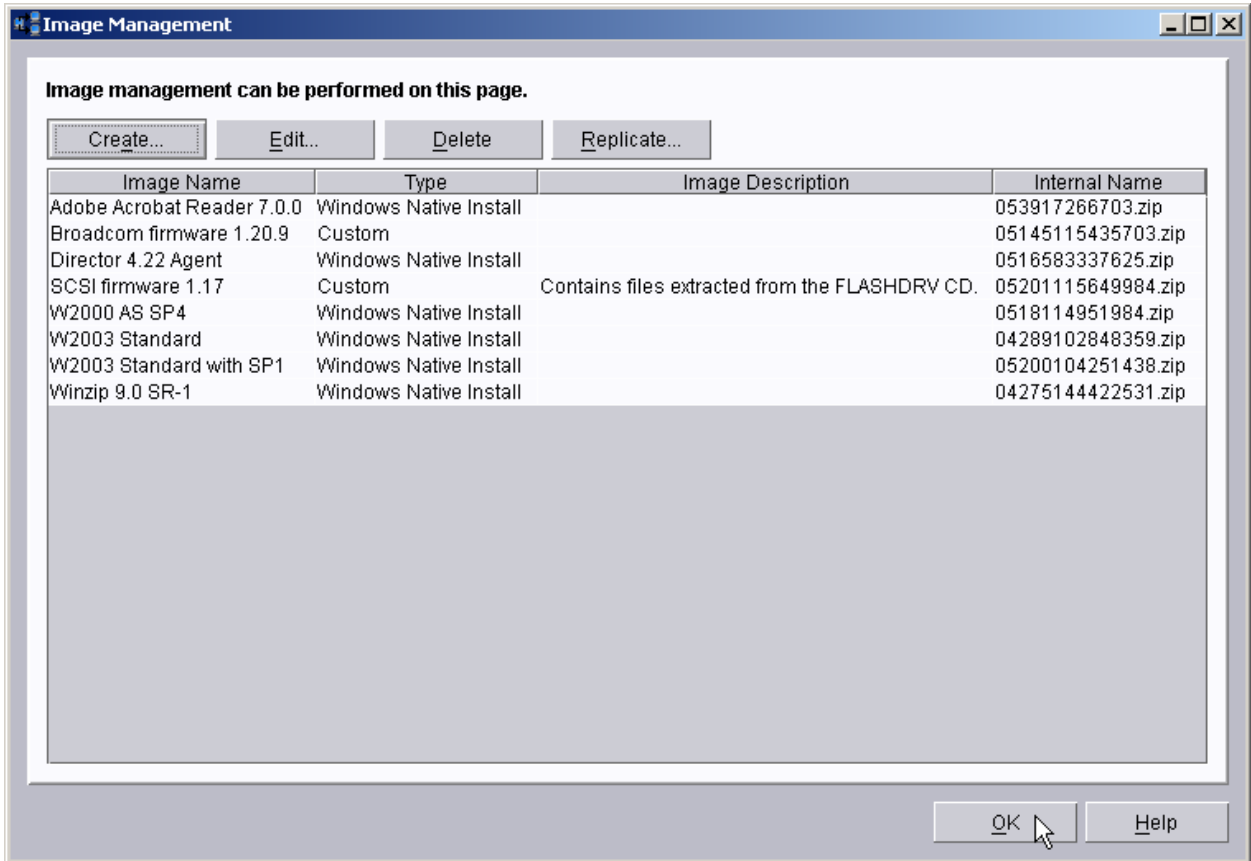 Image Management
Image management can be performed on this page.
Create... Edit... Delete Replicate...
Image Name Type Image Description Internal Name
Adobe Acrobat Reader 7.0.0 Windows Native Install 053917266703.zip
Broadcom firmware 1.20.9 Custom 05145115435703.zip
Director 4.22 Agent Windows Native Install 0516583337625.zip
SCSI firmware 1.17 Custom Contains files extracted from the FLASHDRV CD. 05201115649984.zip
W2000 AS SP4 Windows Native Install 0518114951984.zip
W2003 Standard Windows Native Install 04289102848359.zip
W2003 Standard with SP1 Windows Native Install 05200104251438.zip
Winzip 9.0 SR-1 Windows Native Install 04275144422531.zip
OK Help